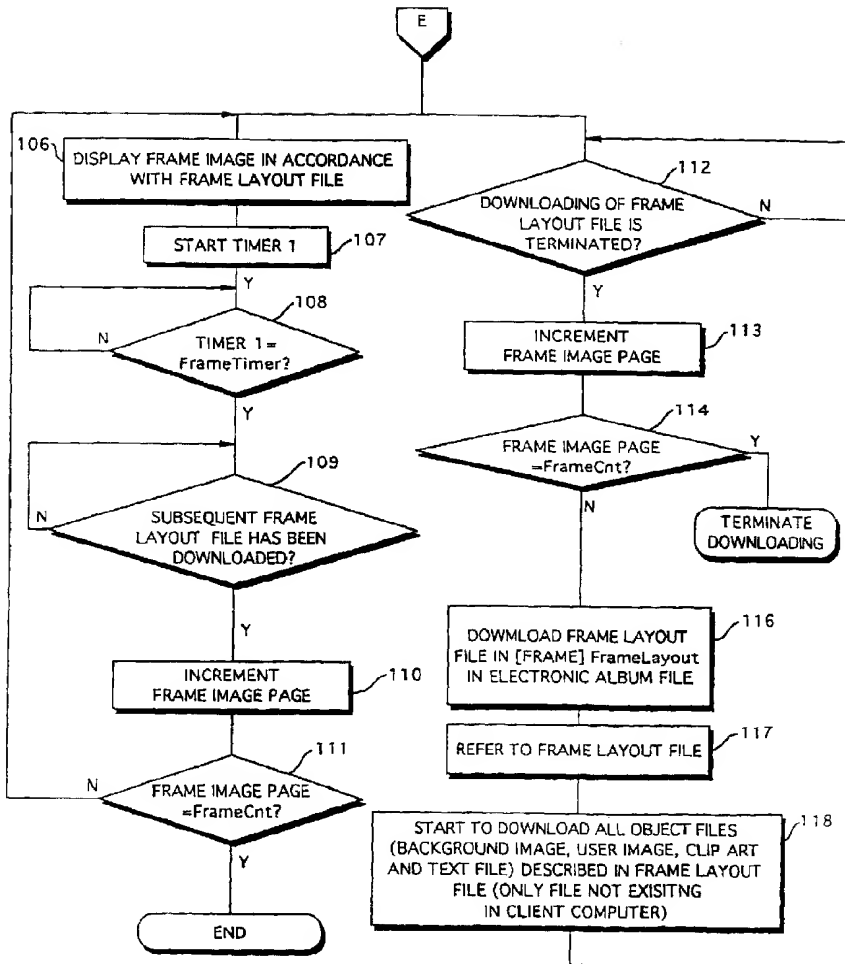 E
106
DISPLAY FRAME IMAGE IN ACCORDANCE
WITH FRAME LAYOUT FILE
START TIMER 1
107
Y
108
N
TIMER 1 =
FrameTimer?
Y
109
N
SUBSEQUENT FRAME
LAYOUT FILE HAS BEEN
DOWNLOADED?
Y
INCREMENT
FRAME IMAGE PAGE
110
111
N
FRAME IMAGE PAGE
=FrameCnt?
Y
END
112
DOWNLOADING OF FRAME
LAYOUT FILE IS
TERMINATED?
N
Y
INCREMENT
FRAME IMAGE PAGE
113
114
FRAME IMAGE PAGE
=FrameCnt?
Y
N
TERMINATE
DOWNLOADING
116
DOWMLOAD FRAME LAYOUT
FILE IN [FRAME] FrameLayout
IN ELECTRONIC ALBUM FILE
117
REFER TO FRAME LAYOUT FILE
118
START TO DOWNLOAD ALL OBJECT FILES
(BACKGROUND IMAGE, USER IMAGE, CLIP ART
AND TEXT FILE) DESCRIBED IN FRAME LAYOUT
FILE (ONLY FILE NOT EXISITNG
IN CLIENT COMPUTER)